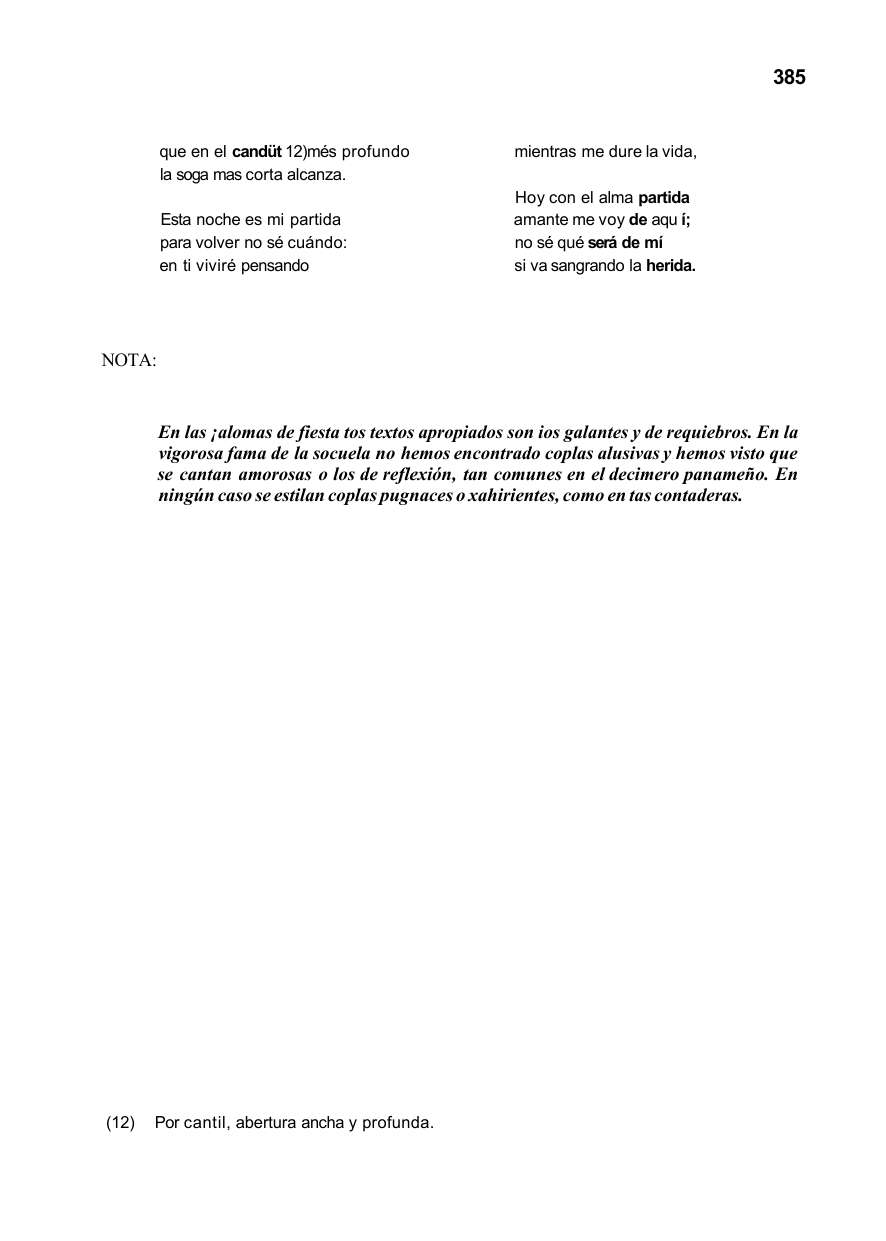 385
que en el candüt 12)més profundo
la soga mas corta alcanza.
Esta noche es mi partida
para volver no sé cuándo:
en ti viviré pensando
mientras me dure la vida,
Hoy con el alma partida
amante me voy de aqu í;
no sé qué será de mí
si va sangrando la herida.
NOTA:
En las ¡alomas de fiesta tos textos apropiados son ios galantes y de requiebros. En la
vigorosa fama de la socuela no hemos encontrado coplas alusivas y hemos visto que
se cantan amorosas o los de reflexión, tan comunes en el decimero panameño. En
ningún caso se estilan coplas pugnaces o xahirientes, como en tas contaderas.
(12) Por cantil, abertura ancha y profunda.